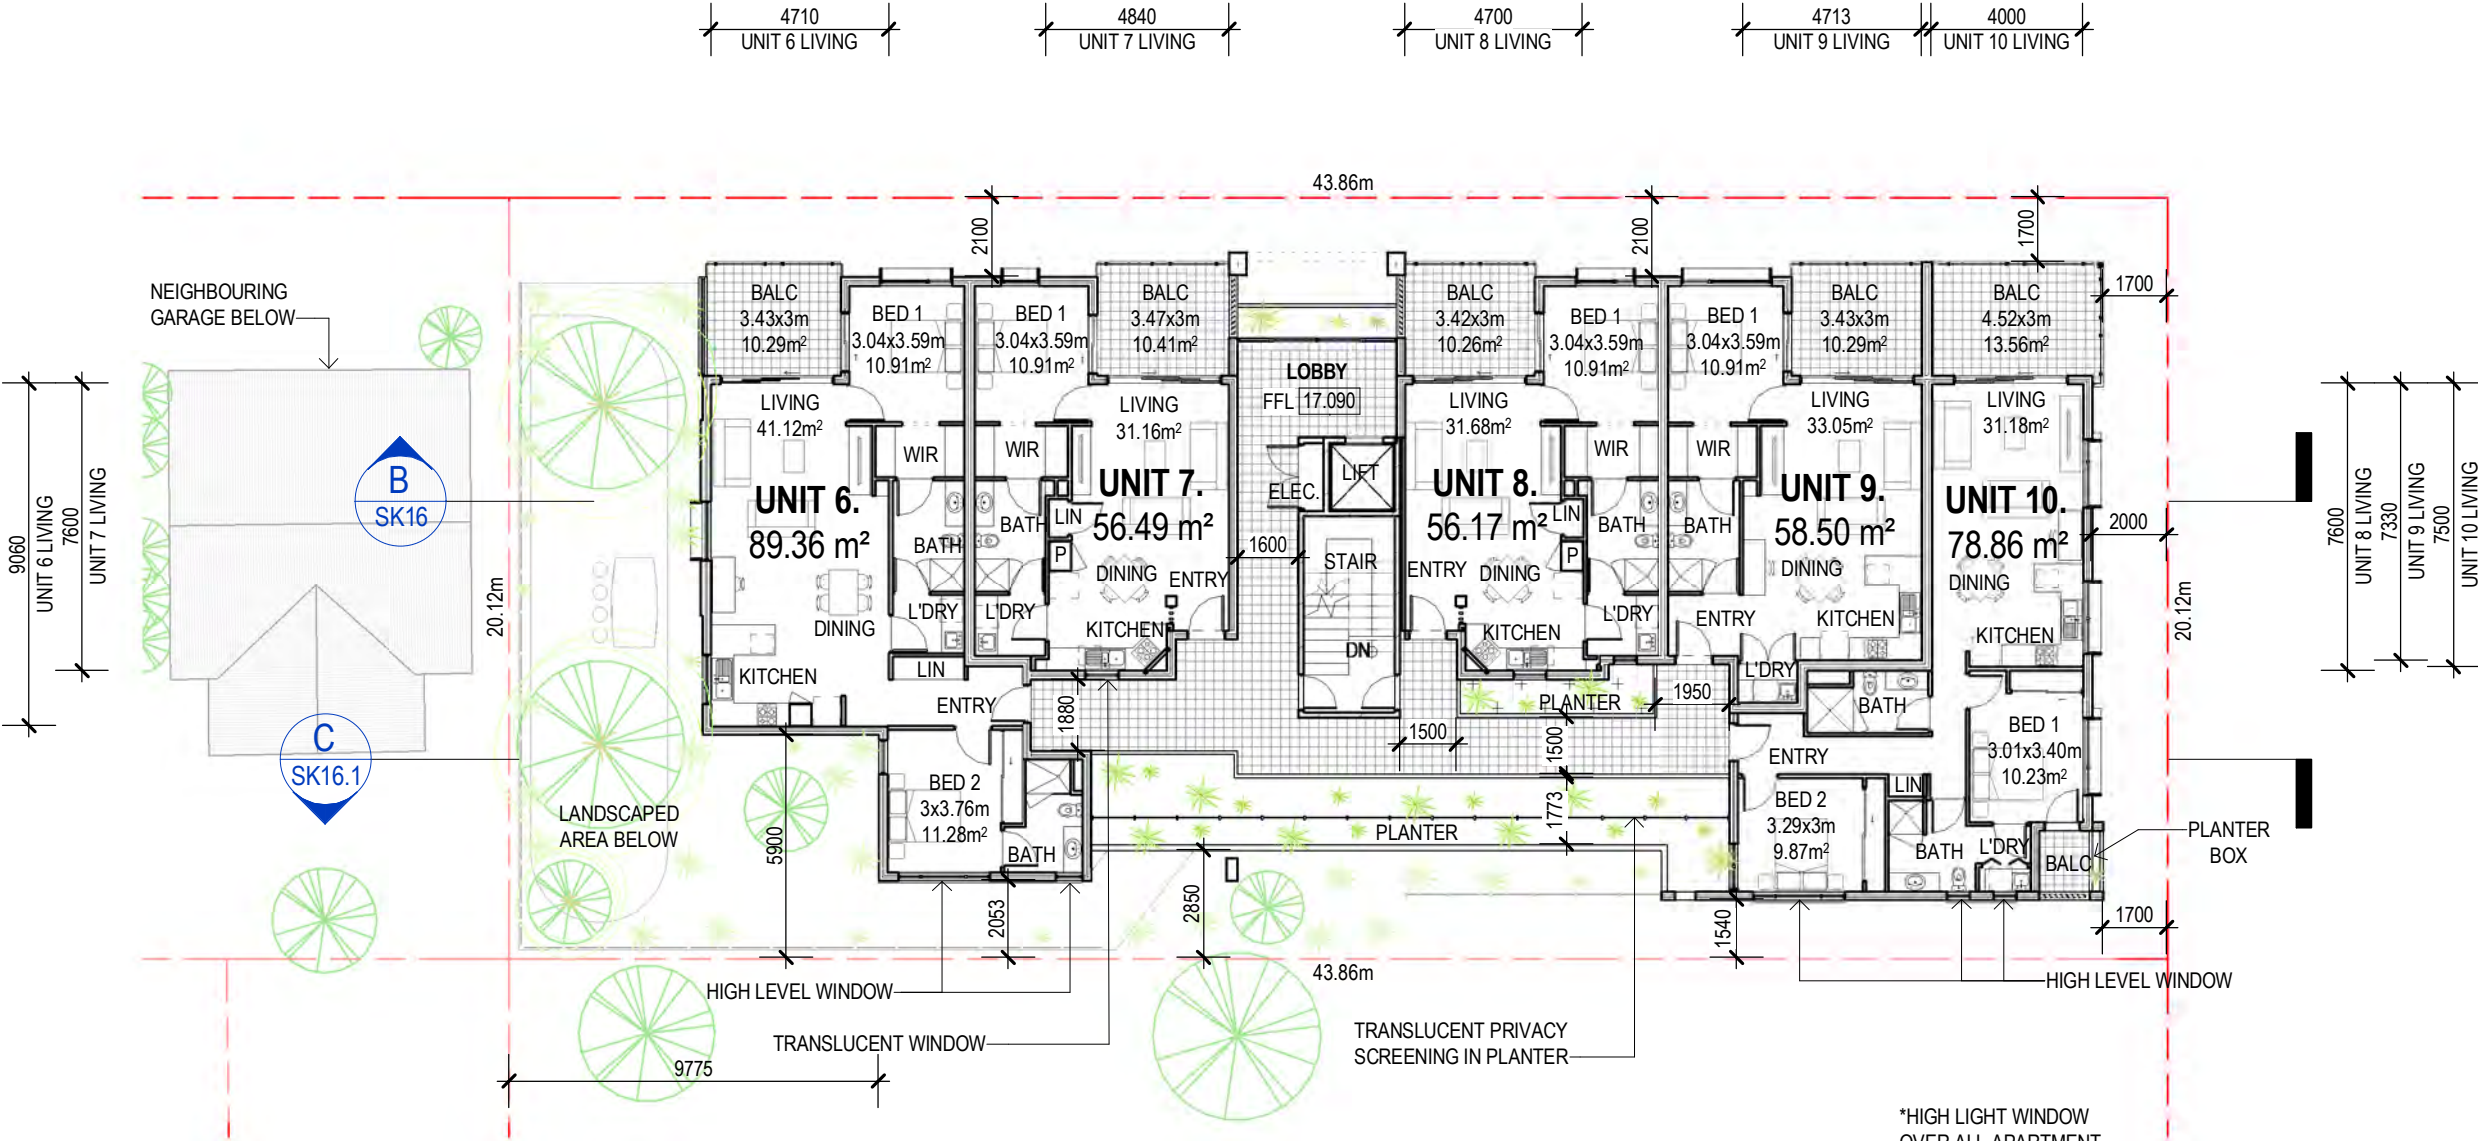 4710
UNIT 6 LIVING
4840
UNIT 7 LIVING
4700
UNIT 8 LIVING
4713
UNIT 9 LIVING
4000
UNIT 10 LIVING
43.86m
2100
2100
1700
1700
NEIGHBOURING
GARAGE BELOW
9060
UNIT 6 LIVING
7600
UNIT 7 LIVING
B
SK16
C
SK16.1
20.12m
BALC
3.43x3m
10.29m²
BED 1
3.04x3.59m
10.91m²
LIVING
41.12m²
WIR
UNIT 6.
89.36 m²
BATH
L'DRY
DINING
KITCHEN
LIN
ENTRY
BED 2
3x3.76m
11.28m²
BATH
BED 1
3.04x3.59m
10.91m²
BALC
3.47x3m
10.41m²
LIVING
31.16m²
WIR
UNIT 7.
56.49 m²
BATH
LIN
P
DINING
ENTRY
L'DRY
KITCHEN
LOBBY
FFL 17.090
LIFT
ELEC.
1600
STAIR
DN
BALC
3.42x3m
10.26m²
BED 1
3.04x3.59m
10.91m²
LIVING
31.68m²
WIR
UNIT 8.
56.17 m²
LIN
BATH
P
ENTRY
DINING
L'DRY
KITCHEN
BED 1
3.04x3.59m
10.91m²
BALC
3.43x3m
10.29m²
LIVING
33.05m²
WIR
UNIT 9.
58.50 m²
BATH
DINING
ENTRY
KITCHEN
L'DRY
BALC
4.52x3m
13.56m²
LIVING
31.18m²
UNIT 10.
78.86 m²
DINING
KITCHEN
BATH
BED 1
3.01x3.40m
10.23m²
ENTRY
LIN
BED 2
3.29x3m
9.87m²
BATH
L'DRY
BALC
2000
20.12m
7600
UNIT 8 LIVING
7330
UNIT 9 LIVING
7500
UNIT 10 LIVING
1880
PLANTER
1950
1500
1500
1773
PLANTER
PLANTER
BOX
LANDSCAPED
AREA BELOW
5900
2053
2850
1540
1700
43.86m
HIGH LEVEL WINDOW
HIGH LEVEL WINDOW
TRANSLUCENT WINDOW
TRANSLUCENT PRIVACY
SCREENING IN PLANTER
9775
*HIGH LIGHT WINDOW
OVER ALL APARTMENT